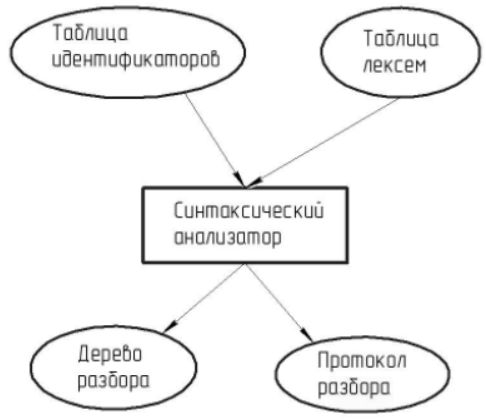 Таблица
идентификаторов
Таблица
лексем
Синтаксический
анализатор
Дерево
разбора
Протокол
разбора